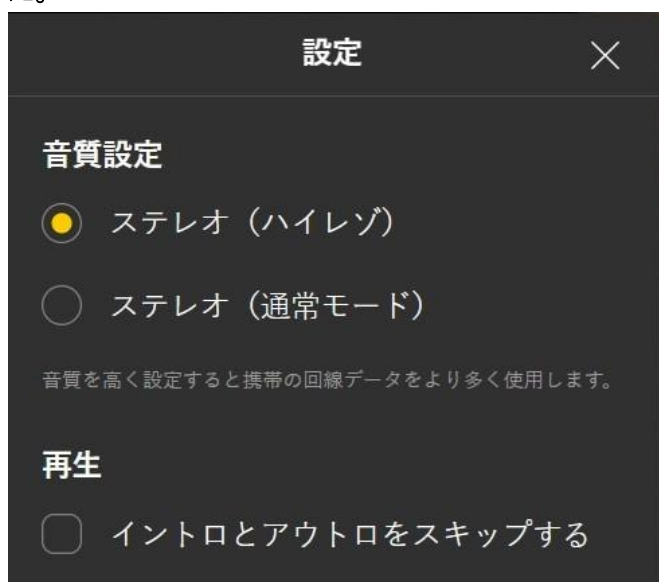 設定
音質設定
ステレオ（ハイレゾ）
ステレオ（通常モード）
音質を高く設定すると携帯の回線データをより多く使用します。
再生
イントロとアウトロをスキップする